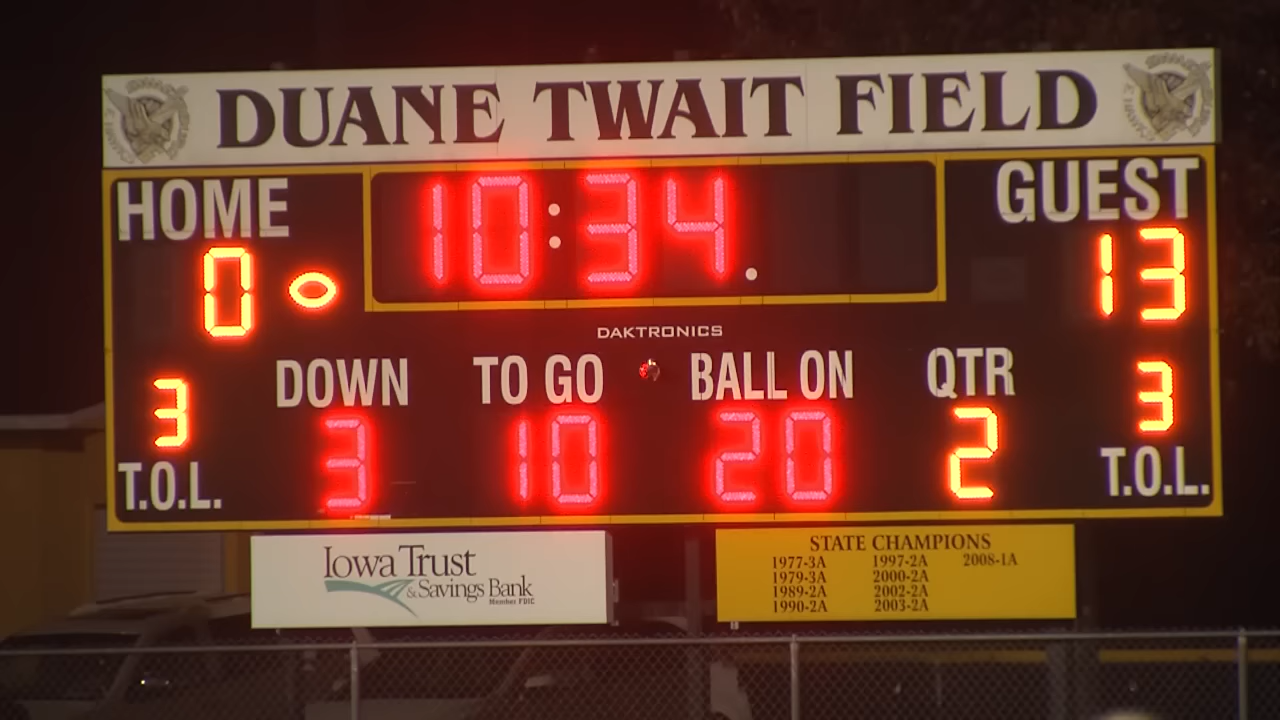 DUANE TWAIT FIELD
HOME 10:34. GUEST
0 13
DAKTRONICS
DOWN TO GO BALL ON QTR
3 3 10 20 2 3
T.O.L. T.O.L.
Iowa Trust
& Savings Bank
Member FDIC
STATE CHAMPIONS
1977-3A 1997-2A 2008-1A
1979-3A 2000-2A
1989-2A 2002-2A
1990-2A 2003-2A